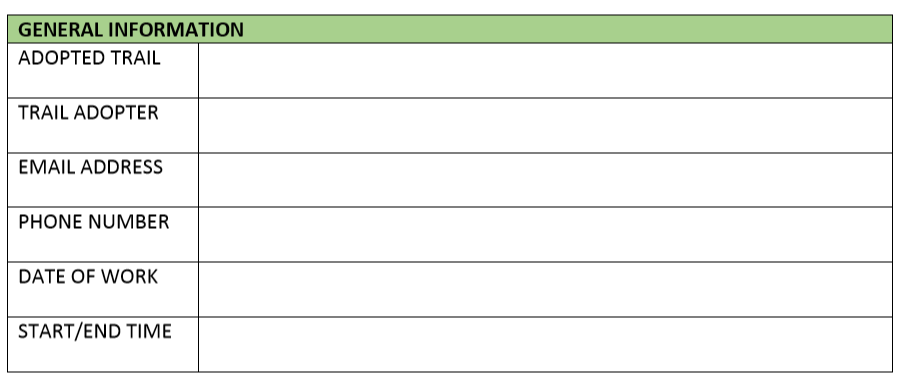 GENERAL INFORMATION
ADOPTED TRAIL
TRAIL ADOPTER
EMAIL ADDRESS
PHONE NUMBER
DATE OF WORK
START/END TIME